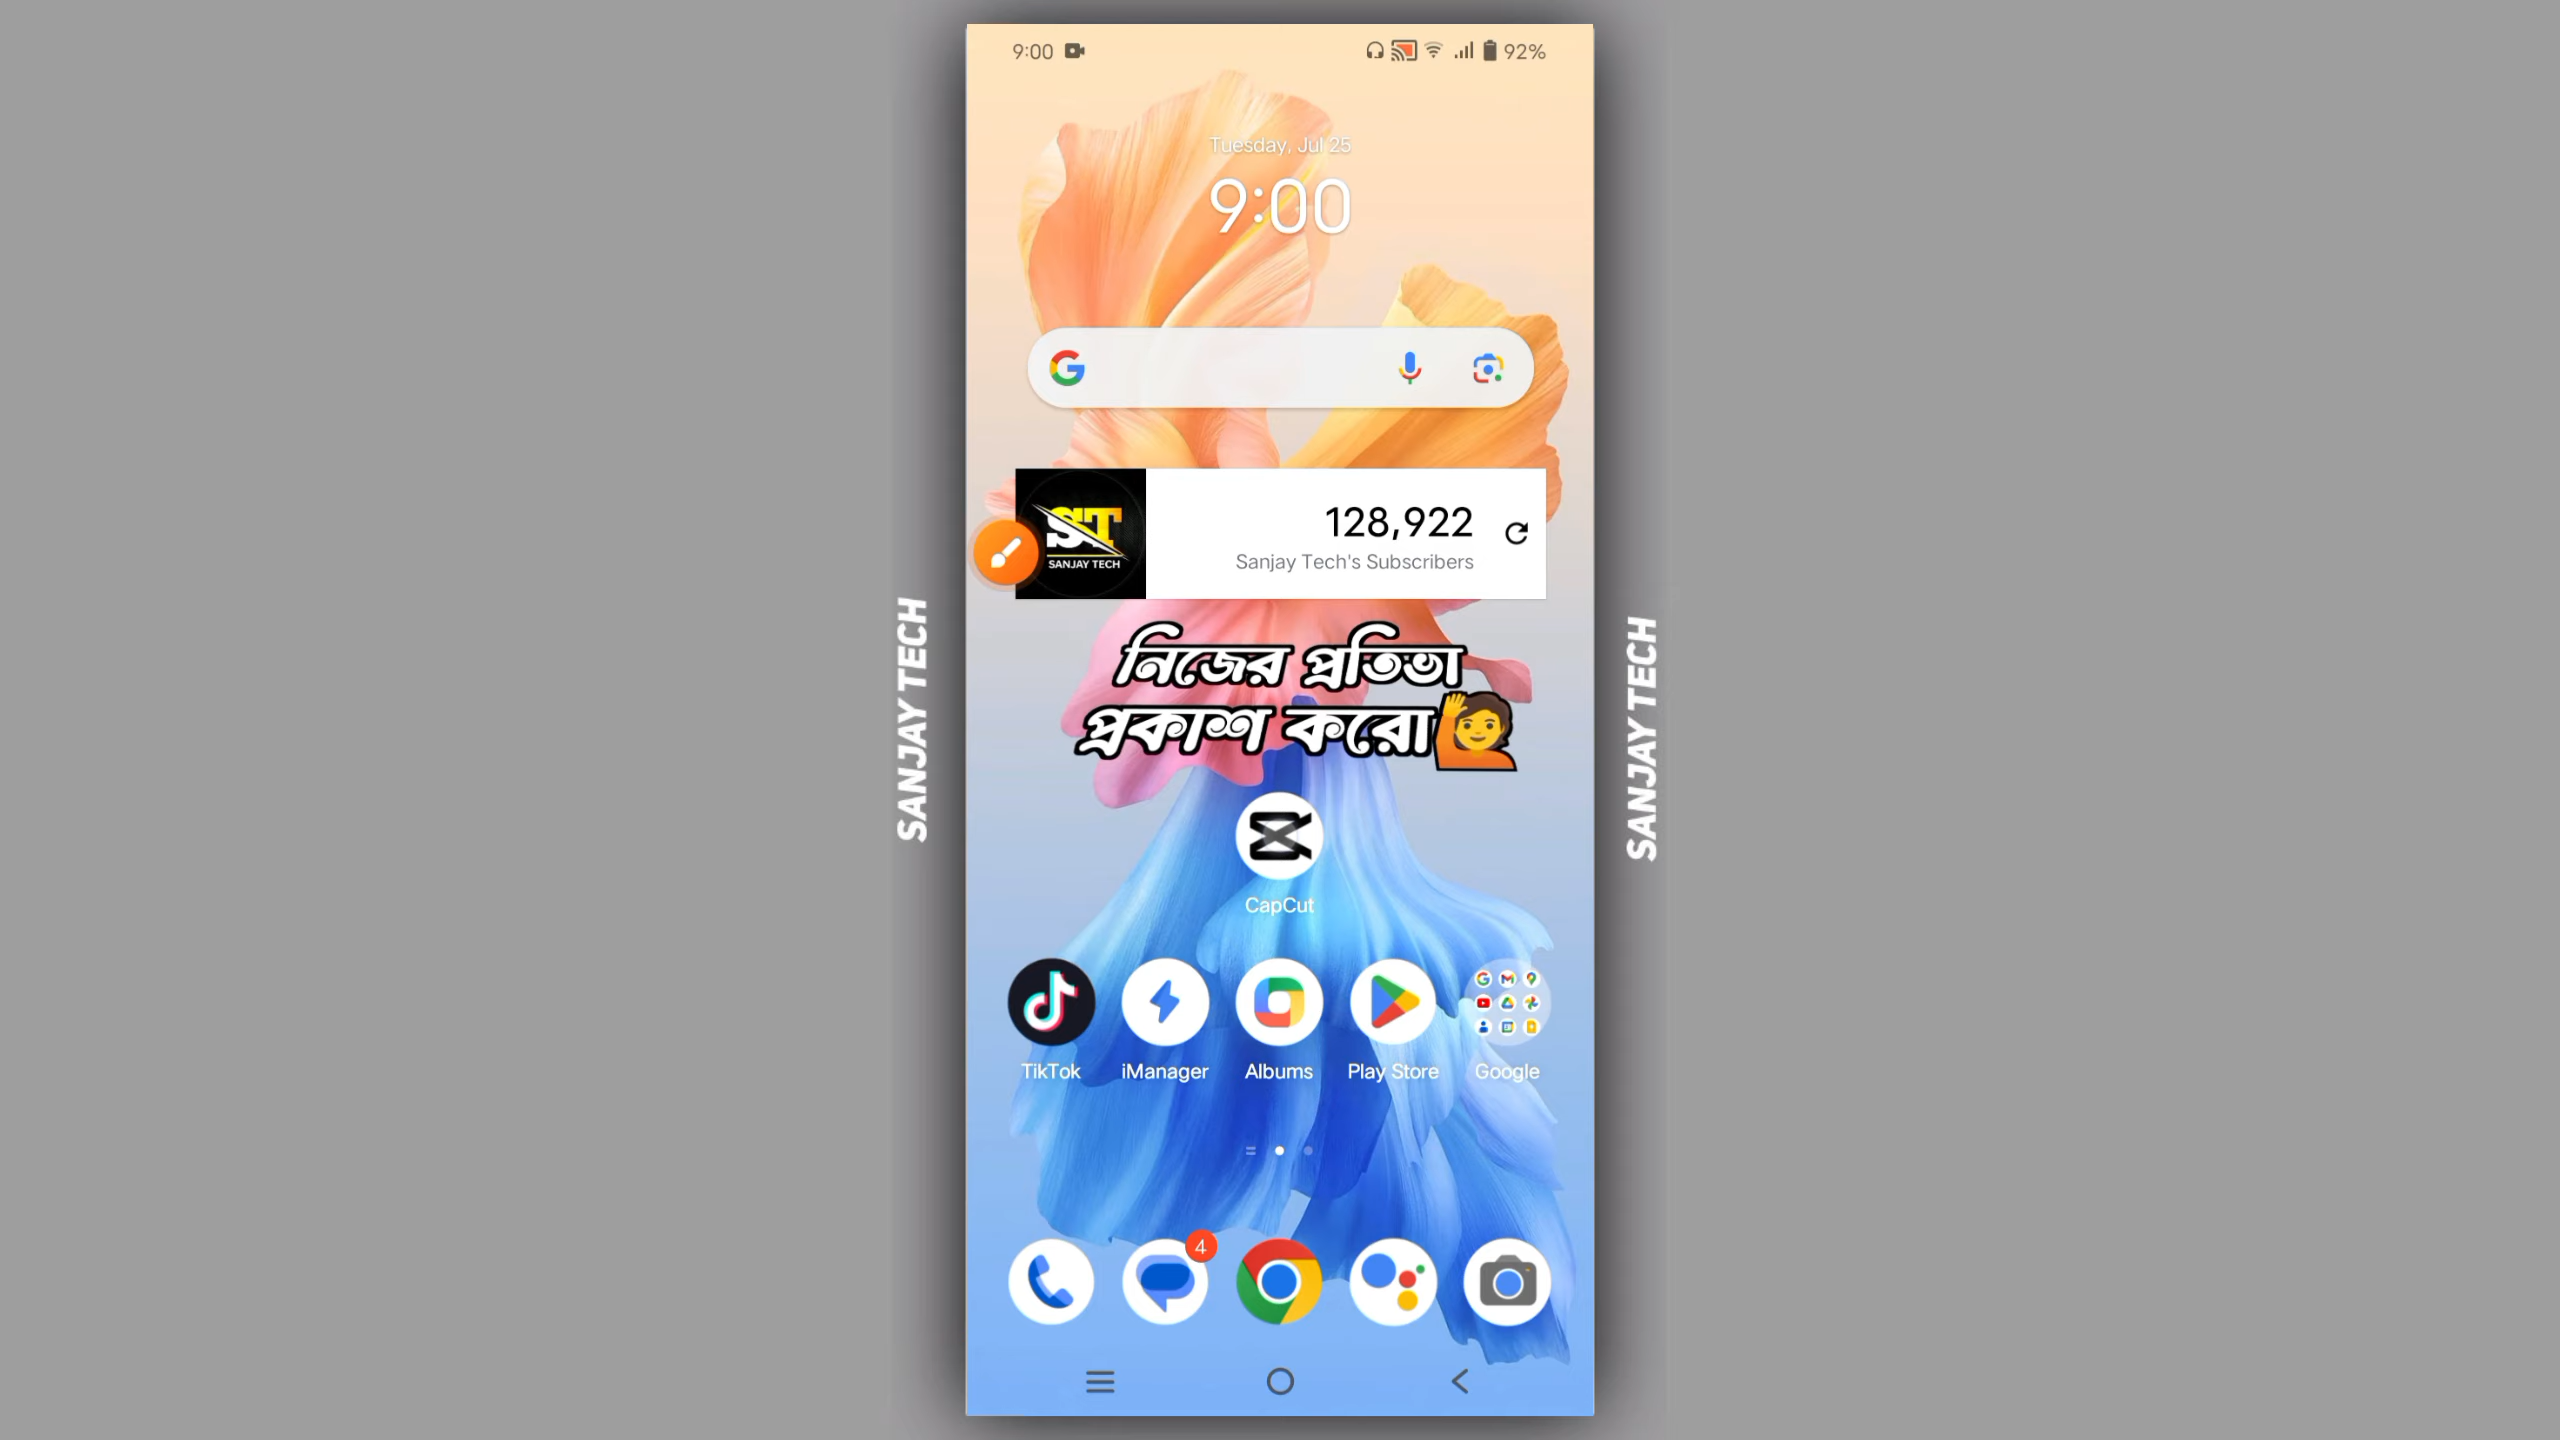 9:00
92%
Tuesday, Jul 25
9:00
128,922
Sanjay Tech's Subscribers
ST
SANJAY TECH
নিজের প্রতিভা
প্রকাশ করো
SANJAY TECH
SANJAY TECH
CapCut
TikTok
iManager
Albums
Play Store
Google
4